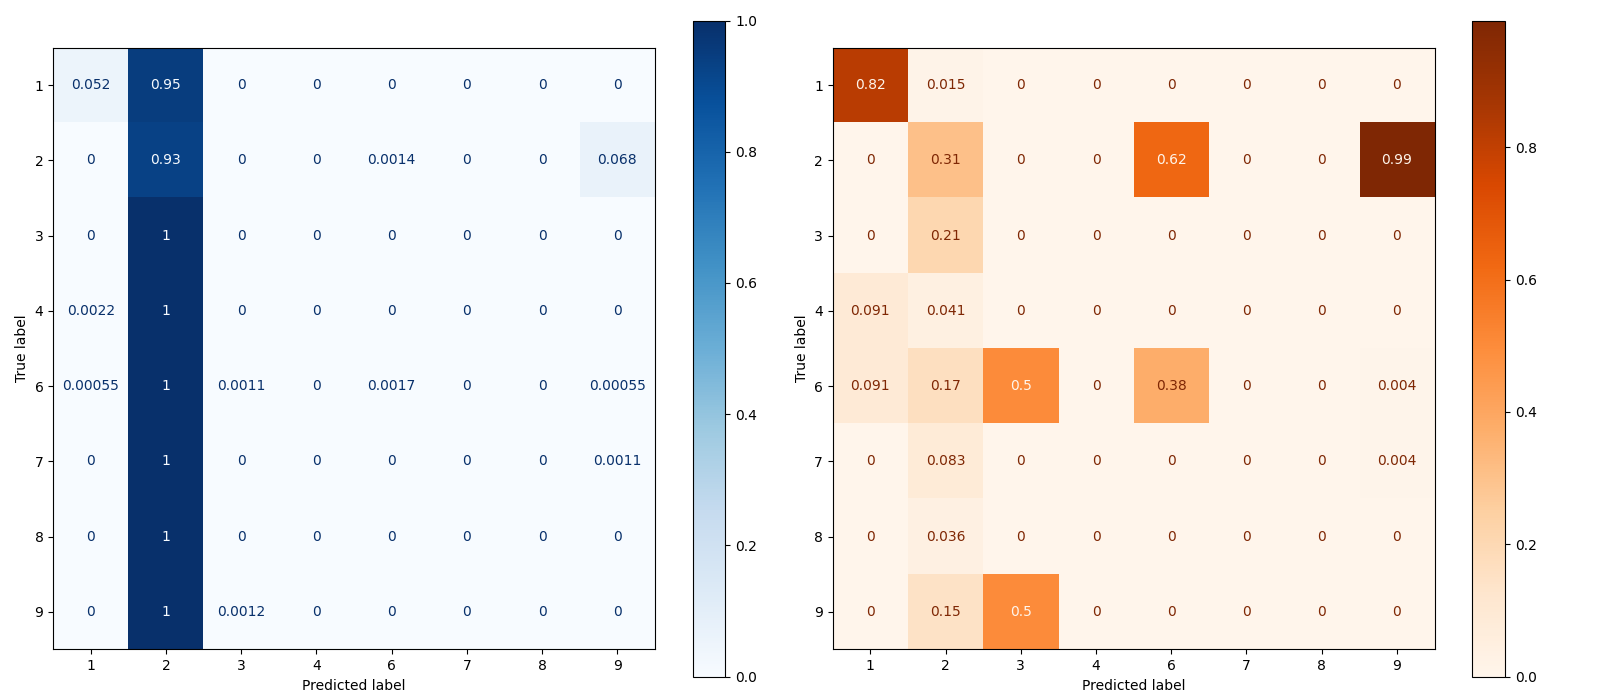 1 0.052 0.95 0 0 0 0 0 0
2 0 0.93 0 0 0.0014 0 0 0.068
3 0 1 0 0 0 0 0 0
4 0.0022 1 0 0 0 0 0 0
6 0.00055 1 0.0011 0 0.0017 0 0 0.00055
7 0 1 0 0 0 0 0 0.0011
8 0 1 0 0 0 0 0 0
9 0 1 0.0012 0 0 0 0 0
1 2 3 4 6 7 8 9
True label
Predicted label
1.0
0.8
0.6
0.4
0.2
0.0
1 0.82 0.015 0 0 0 0 0 0
2 0 0.31 0 0 0.62 0 0 0.99
3 0 0.21 0 0 0 0 0 0
4 0.091 0.041 0 0 0 0 0 0
6 0.091 0.17 0.5 0 0.38 0 0 0.004
7 0 0.083 0 0 0 0 0 0.004
8 0 0.036 0 0 0 0 0 0
9 0 0.15 0.5 0 0 0 0 0
1 2 3 4 6 7 8 9
True label
Predicted label
0.8
0.6
0.4
0.2
0.0